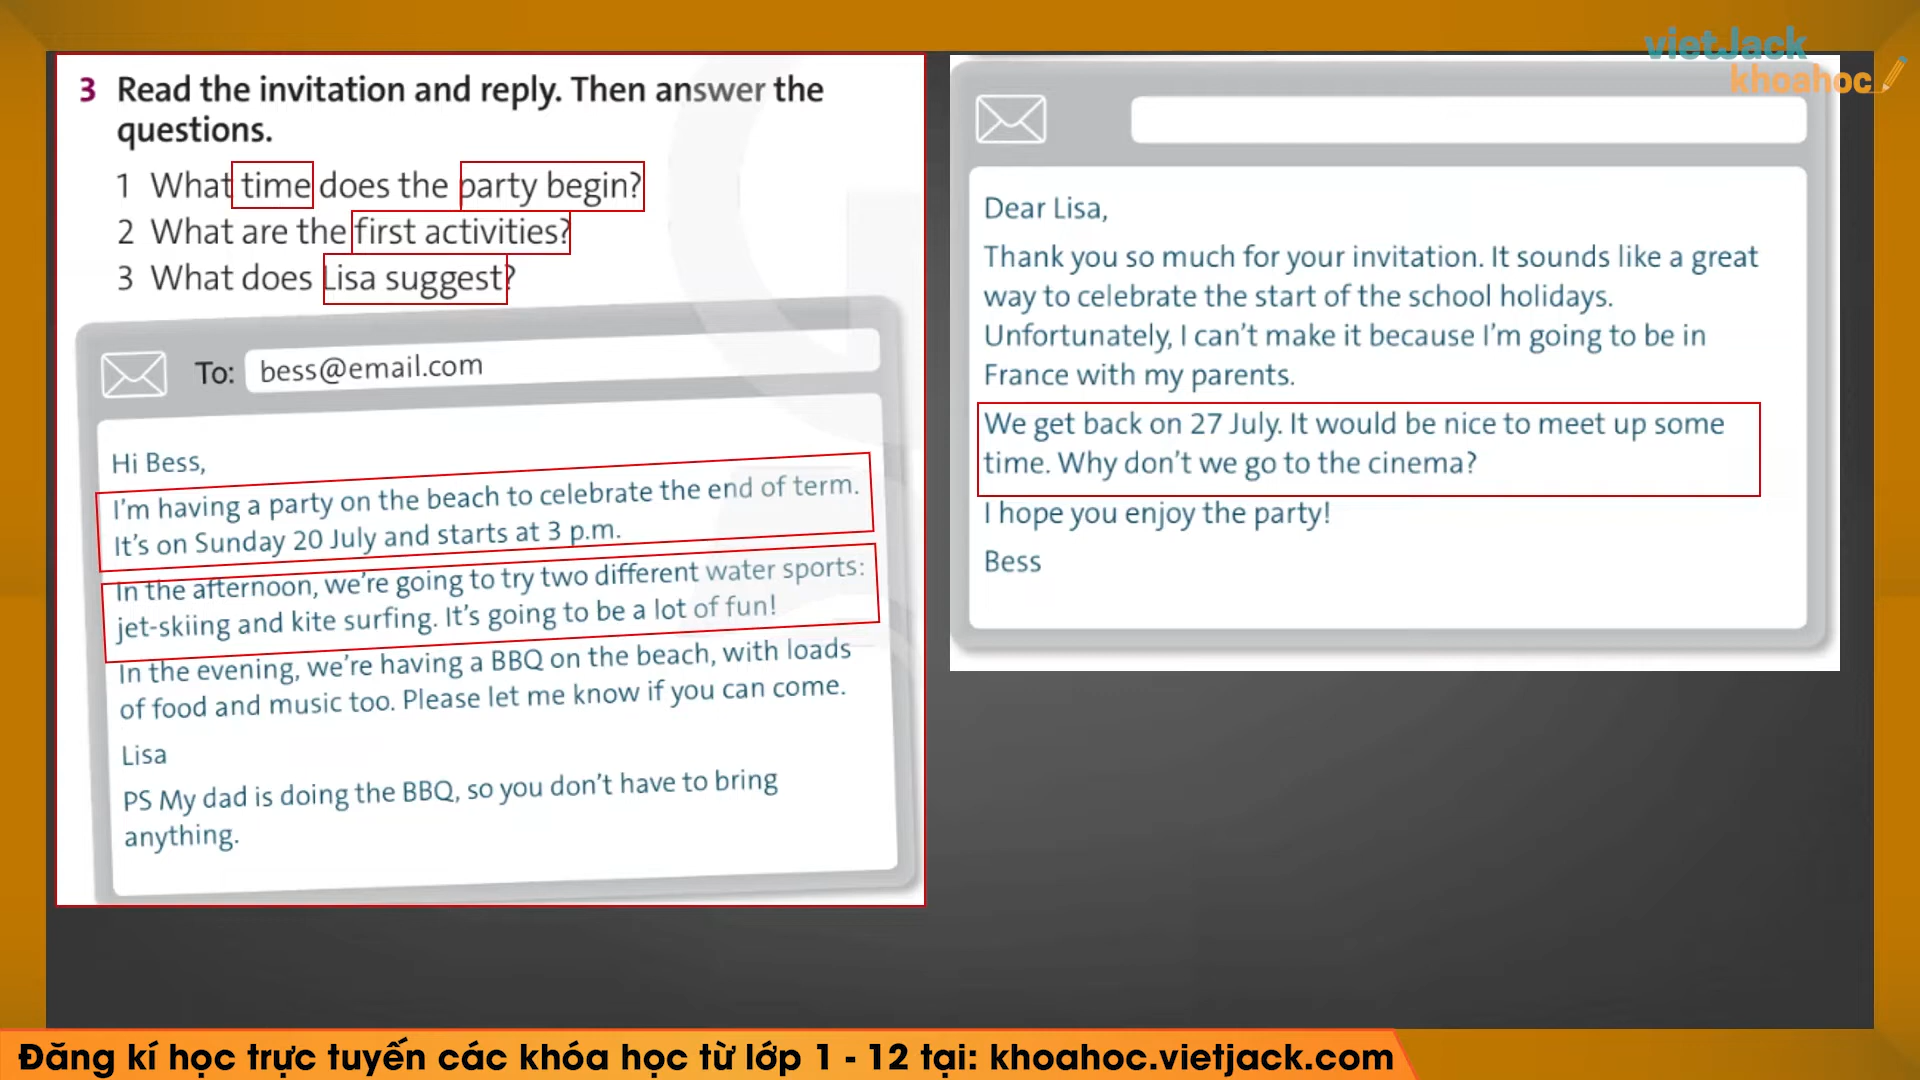 3 Read the invitation and reply. Then answer the
questions.
1 What time does the party begin?
2 What are the first activities?
3 What does Lisa suggest?
To: bess@email.com
Hi Bess,
I'm having a party on the beach to celebrate the end of term.
It's on Sunday 20 July and starts at 3 p.m.
In the afternoon, we're going to try two different water sports:
jet-skiing and kite surfing. It's going to be a lot of fun!
In the evening, we're having a BBQ on the beach, with loads
of food and music too. Please let me know if you can come.
Lisa
PS My dad is doing the BBQ, so you don't have to bring
anything.
vietJack
khoahoc
Dear Lisa,
Thank you so much for your invitation. It sounds like a great
way to celebrate the start of the school holidays.
Unfortunately, I can't make it because I'm going to be in
France with my parents.
We get back on 27 July. It would be nice to meet up some
time. Why don't we go to the cinema?
I hope you enjoy the party!
Bess
Đăng kí học trực tuyến các khóa học từ lớp 1 - 12 tại: khoahoc.vietjack.com